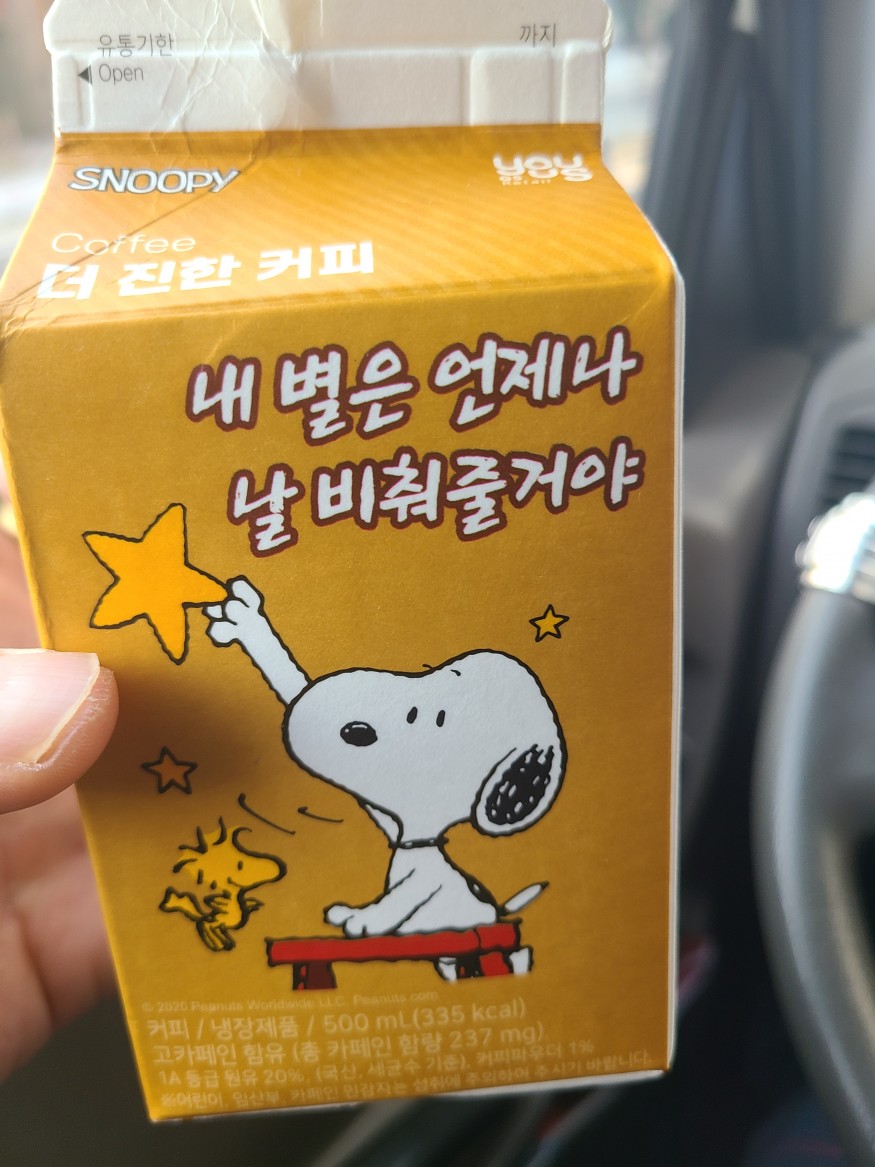 유통기한 까지
◀Open
SNOOPY
YOU US
Coffee
더 진한 커피
내 별은 언제나
날 비춰줄거야
© 2020 Peanuts Worldwide LLC, Peanuts.com
커피 / 냉장제품 / 500 mL(335 kcal)
고카페인 함유 (총 카페인 함량 237 mg),
1A 등급 원유 20%, (국산, 세균수 기준), 커피파우더 1%
※어린이, 임산부, 카페인 민감자는 섭취에 주의하여 주시기 바랍니다.